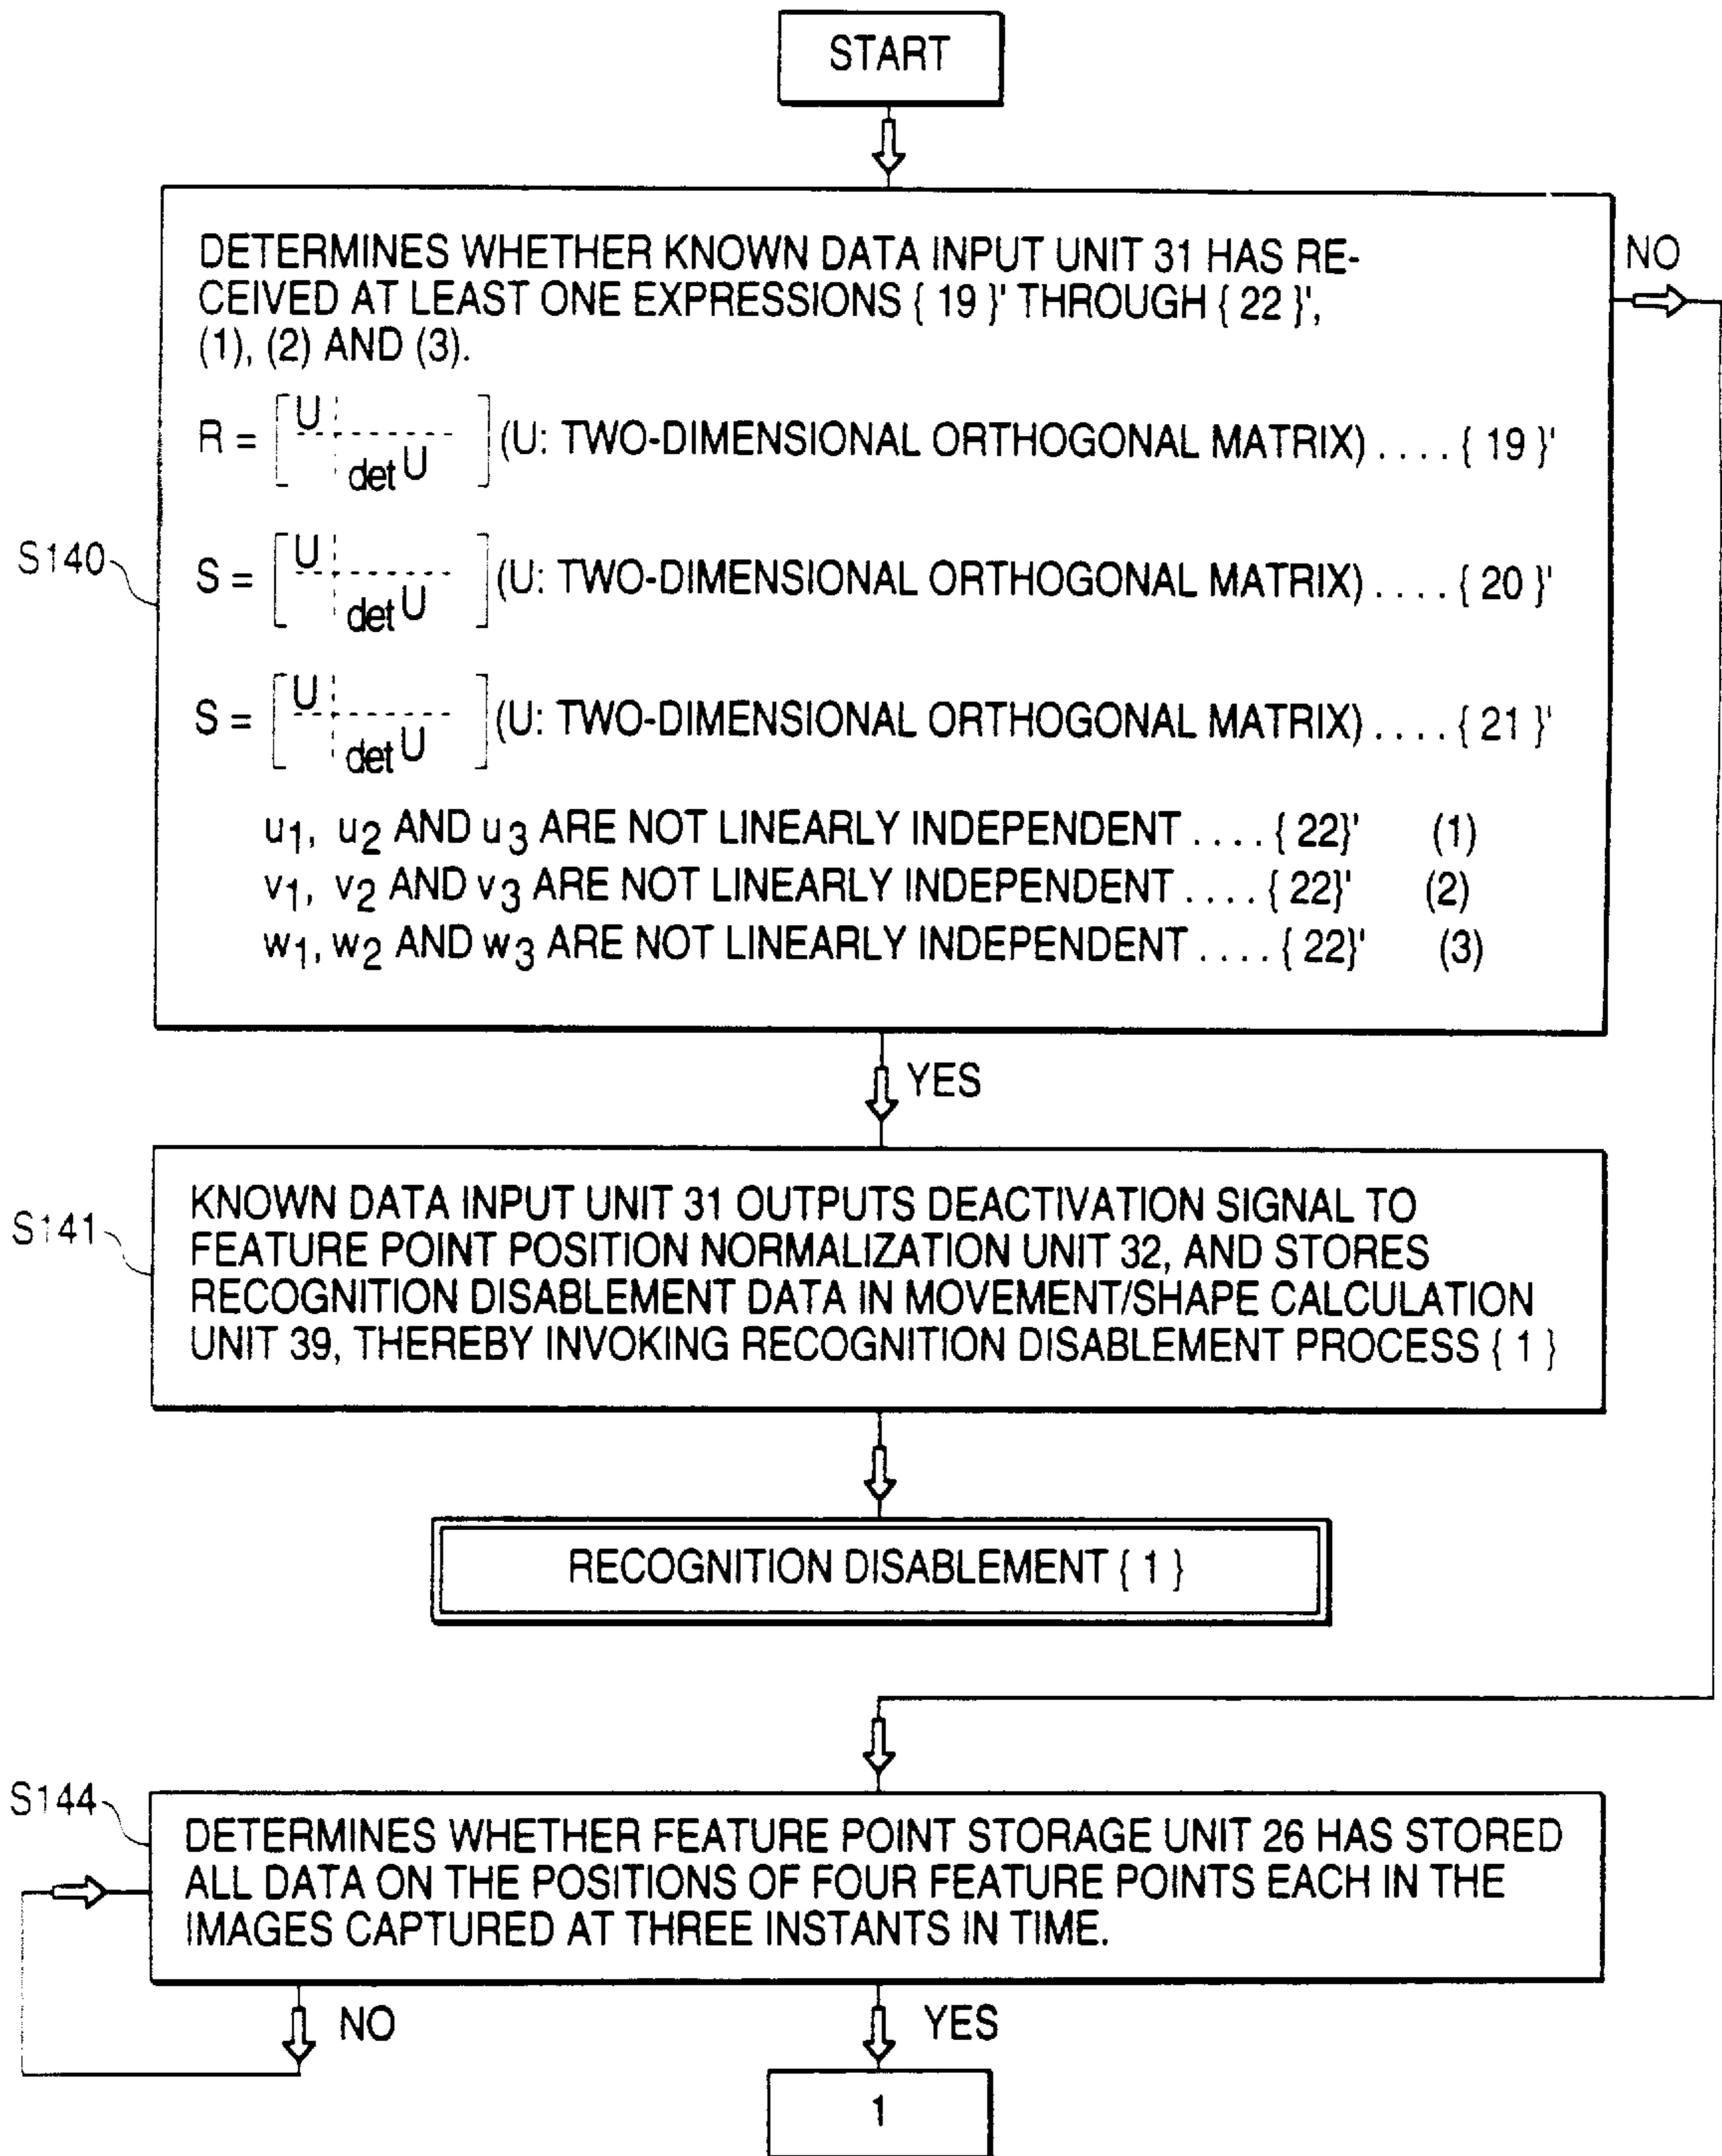 START
DETERMINES WHETHER KNOWN DATA INPUT UNIT 31 HAS RE-
CEIVED AT LEAST ONE EXPRESSIONS { 19 }' THROUGH { 22 }',
(1), (2) AND (3).
NO
R = [ U det U ] (U: TWO-DIMENSIONAL ORTHOGONAL MATRIX) . . . . { 19 }'
S140
S = [ U det U ] (U: TWO-DIMENSIONAL ORTHOGONAL MATRIX) . . . . { 20 }'
S = [ U det U ] (U: TWO-DIMENSIONAL ORTHOGONAL MATRIX) . . . . { 21 }'
u1, u2 AND u3 ARE NOT LINEARLY INDEPENDENT . . . . { 22}' (1)
v1, v2 AND v3 ARE NOT LINEARLY INDEPENDENT . . . . { 22}' (2)
w1, w2 AND w3 ARE NOT LINEARLY INDEPENDENT . . . . { 22}' (3)
YES
S141
KNOWN DATA INPUT UNIT 31 OUTPUTS DEACTIVATION SIGNAL TO
FEATURE POINT POSITION NORMALIZATION UNIT 32, AND STORES
RECOGNITION DISABLEMENT DATA IN MOVEMENT/SHAPE CALCULATION
UNIT 39, THEREBY INVOKING RECOGNITION DISABLEMENT PROCESS { 1 }
RECOGNITION DISABLEMENT { 1 }
S144
DETERMINES WHETHER FEATURE POINT STORAGE UNIT 26 HAS STORED
ALL DATA ON THE POSITIONS OF FOUR FEATURE POINTS EACH IN THE
IMAGES CAPTURED AT THREE INSTANTS IN TIME.
NO
YES
1